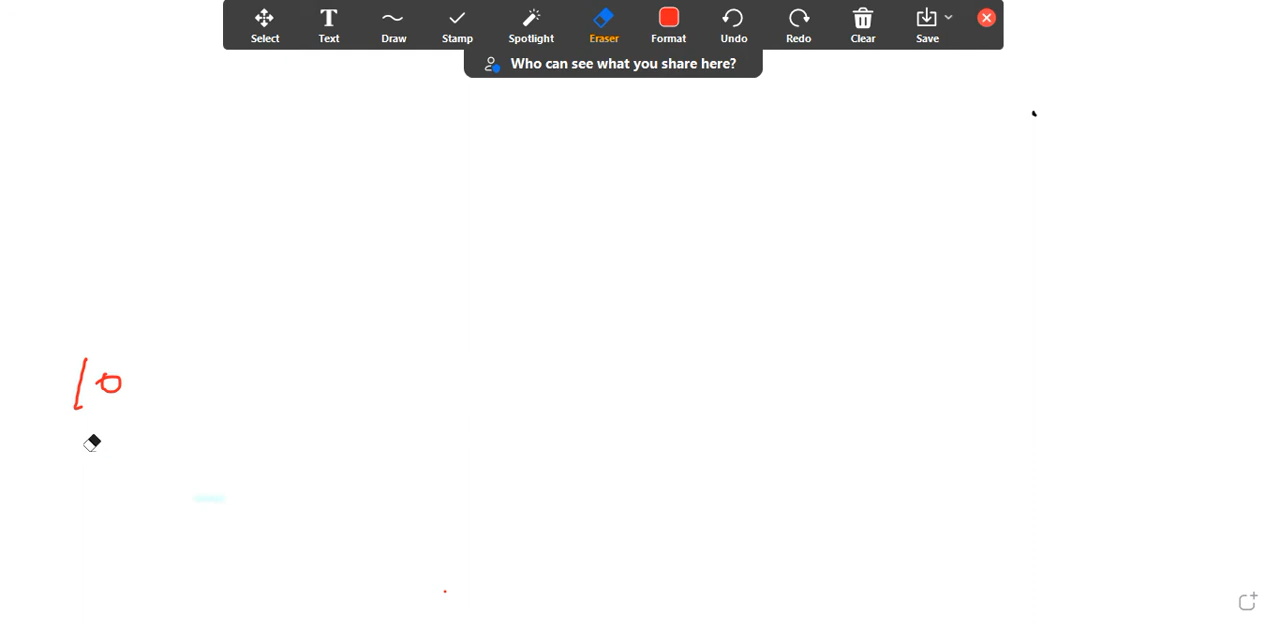 Select Text Draw Stamp Spotlight Eraser Format Undo Redo Clear Save
Who can see what you share here?
10